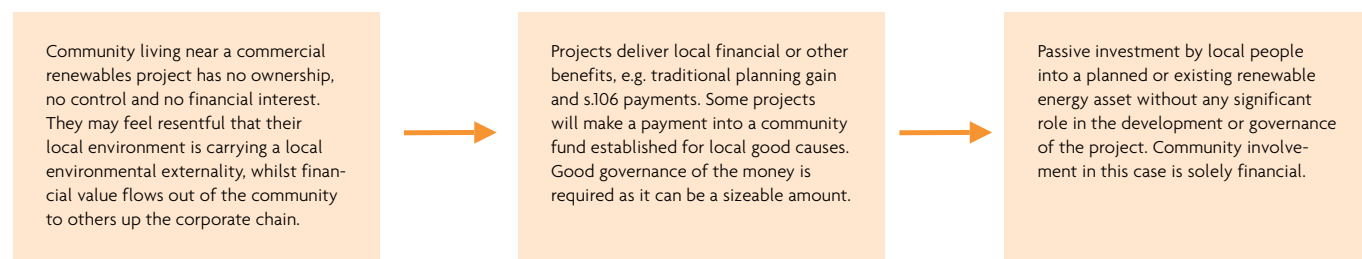 Community living near a commercial
renewables project has no ownership,
no control and no financial interest.
They may feel resentful that their
local environment is carrying a local
environmental externality, whilst finan-
cial value flows out of the community
to others up the corporate chain.
Projects deliver local financial or other
benefits, e.g. traditional planning gain
and s.106 payments. Some projects
will make a payment into a community
fund established for local good causes.
Good governance of the money is
required as it can be a sizeable amount.
Passive investment by local people
into a planned or existing renewable
energy asset without any significant
role in the development or governance
of the project. Community involve-
ment in this case is solely financial.